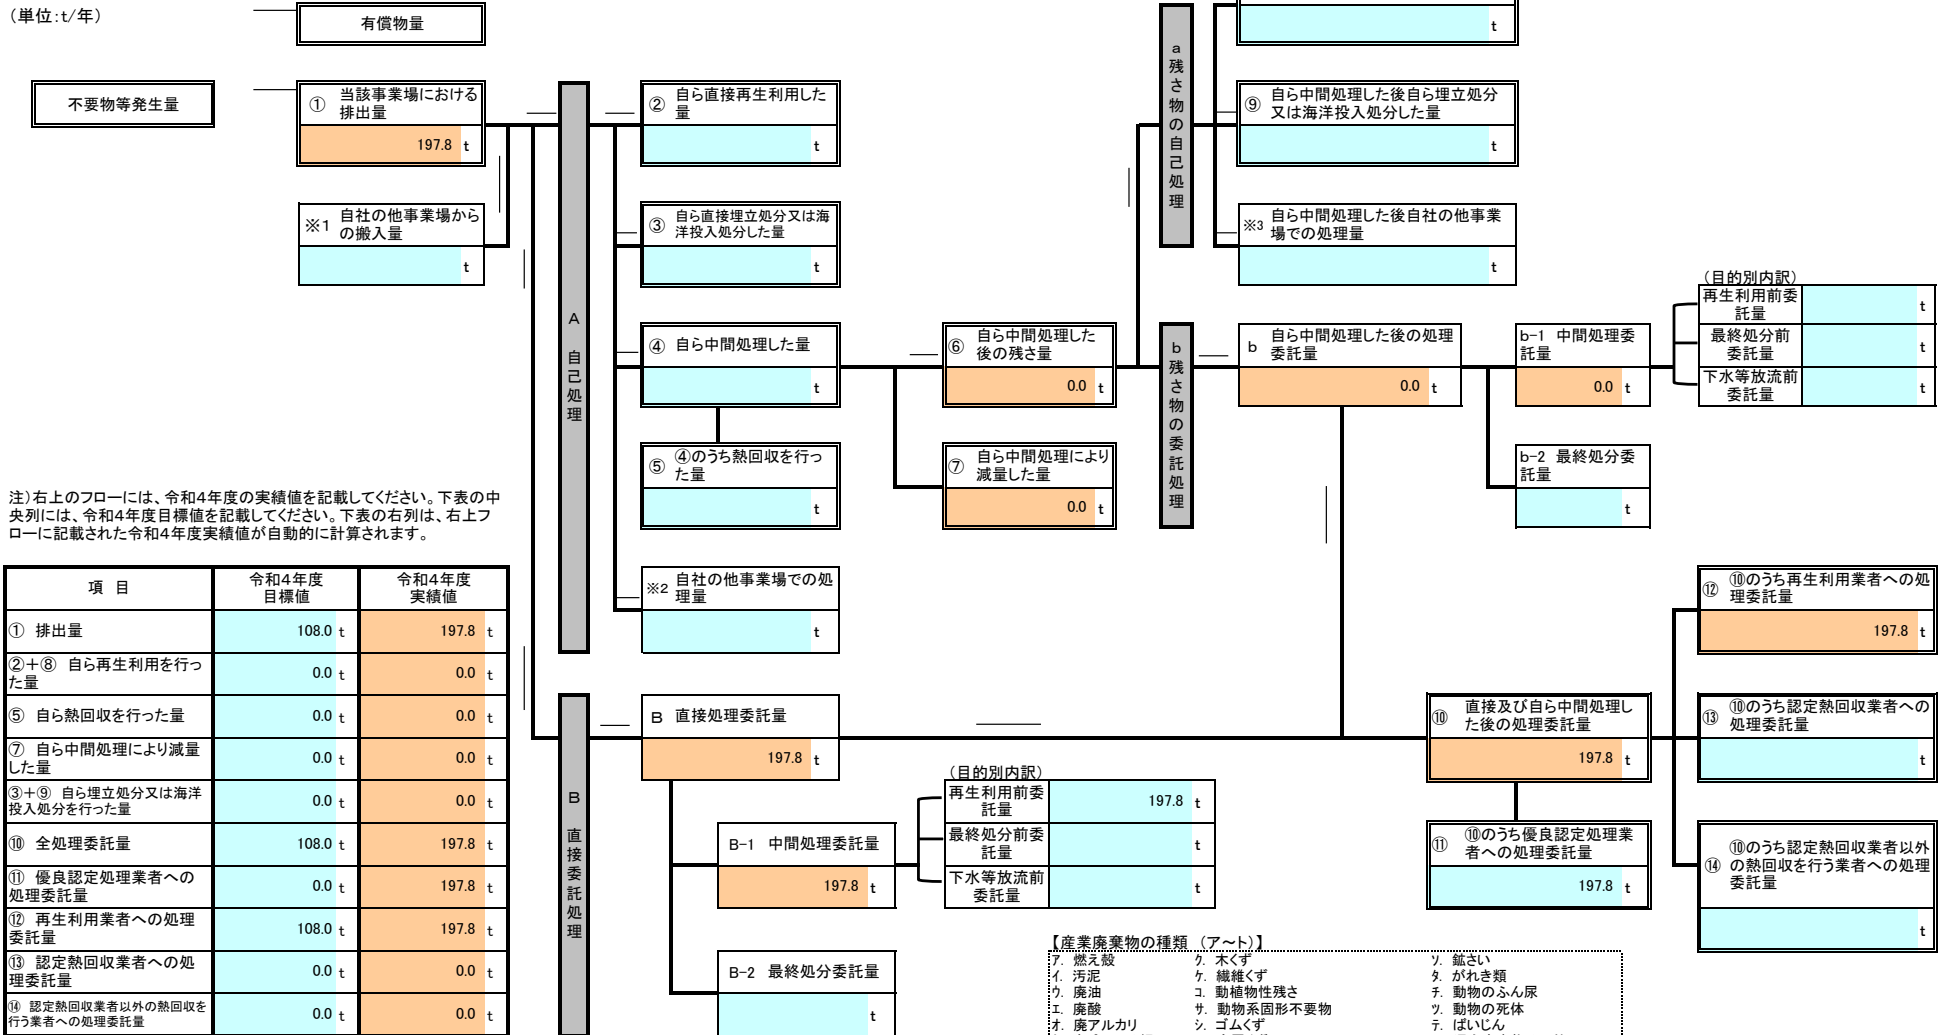 （単位：t/年）
有償物量
不要物等発生量
① 当該事業場における
排出量
197.8 t
※1 自社の他事業場から
の搬入量
t
A 自己処理
② 自ら直接再生利用した
量
t
③ 自ら直接埋立処分又は海
洋投入処分した量
t
④ 自ら中間処理した量
t
⑤ ④のうち熱回収を行っ
た量
t
※2 自社の他事業場での処
理量
t
⑥ 自ら中間処理した
後の残さ量
0.0 t
⑦ 自ら中間処理により
減量した量
0.0 t
a 残さ物の自己処理
t
⑨ 自ら中間処理した後自ら埋立処分
又は海洋投入処分した量
t
※3 自ら中間処理した後自社の他事業
場での処理量
t
b 残さ物の委託処理
b 自ら中間処理した後の処理
委託量
0.0 t
b-1 中間処理委
託量
0.0 t
b-2 最終処分委
託量
t
（目的別内訳）
再生利用前委
託量
t
最終処分前
委託量
t
下水等放流前
委託量
t
注）右上のフローには、令和4年度の実績値を記載してください。下表の中
央列には、令和4年度目標値を記載してください。下表の右列は、右上フ
ローに記載された令和4年度実績値が自動的に計算されます。
項 目 令和4年度
目標値 令和4年度
実績値
① 排出量 108.0 t 197.8 t
②＋⑧ 自ら再生利用を行っ
た量 0.0 t 0.0 t
⑤ 自ら熱回収を行った量 0.0 t 0.0 t
⑦ 自ら中間処理により減量
した量 0.0 t 0.0 t
③＋⑨ 自ら埋立処分又は海洋
投入処分を行った量 0.0 t 0.0 t
⑩ 全処理委託量 108.0 t 197.8 t
⑪ 優良認定処理業者への
処理委託量 0.0 t 197.8 t
⑫ 再生利用業者への処理
委託量 108.0 t 197.8 t
⑬ 認定熱回収業者への処
理委託量 0.0 t 0.0 t
⑭ 認定熱回収業者以外の熱回収を
行う業者への処理委託量 0.0 t 0.0 t
B 直接委託処理
B 直接処理委託量
197.8 t
B-1 中間処理委託量
197.8 t
B-2 最終処分委託量
t
（目的別内訳）
再生利用前委
託量
197.8 t
最終処分前委
託量
t
下水等放流前
委託量
t
⑩ 直接及び自ら中間処理し
た後の処理委託量
197.8 t
⑪ ⑩のうち優良認定処理業
者への処理委託量
197.8 t
⑫ ⑩のうち再生利用業者への処
理委託量
197.8 t
⑬ ⑩のうち認定熱回収業者への
処理委託量
t
⑭ ⑩のうち認定熱回収業者以外
の熱回収を行う業者への処理
委託量
t
【産業廃棄物の種類 （ア～ト）】
ア. 燃え殻 ク. 木くず ソ. 鉱さい
イ. 汚泥 ケ. 繊維くず タ. がれき類
ウ. 廃油 コ. 動植物性残さ チ. 動物のふん尿
エ. 廃酸 サ. 動物系固形不要物 ツ. 動物の死体
オ. 廃アルカリ シ. ゴムくず テ. ばいじん